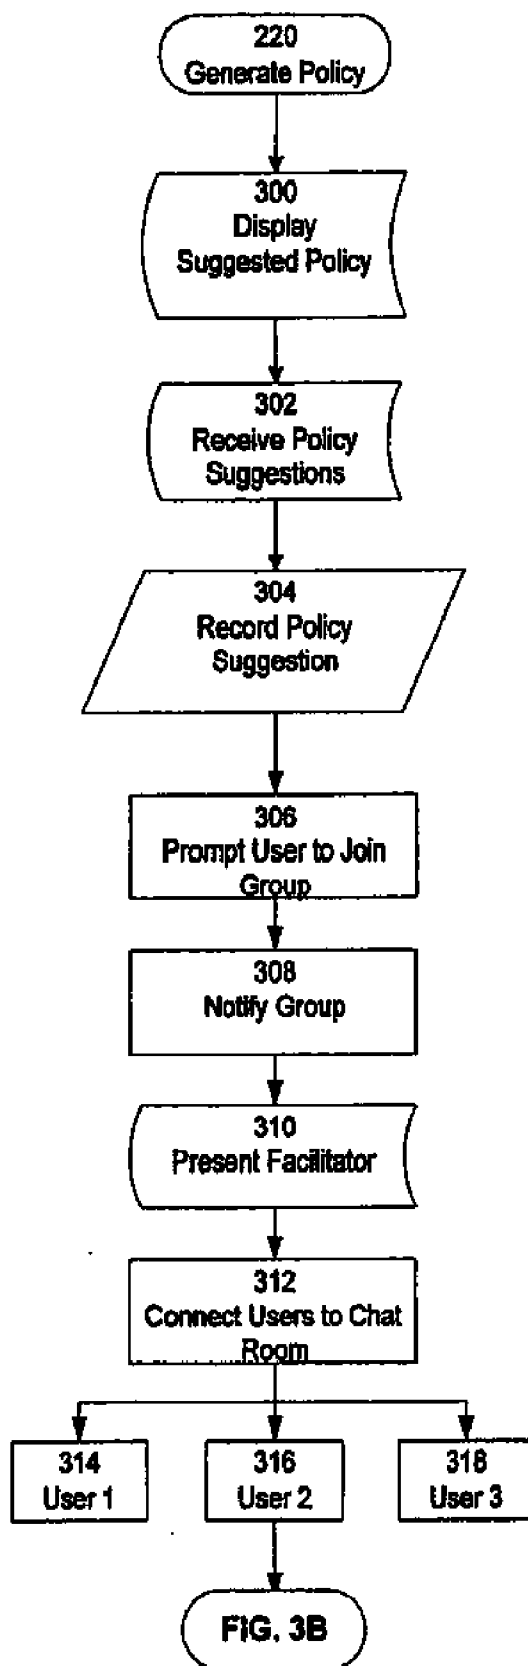 220
Generate Policy
300
Display
Suggested Policy
302
Receive Policy
Suggestions
304
Record Policy
Suggestion
306
Prompt User to Join
Group
308
Notify Group
310
Present Facilitator
312
Connect Users to Chat
Room
314
User 1
316
User 2
318
User 3
FIG. 3B